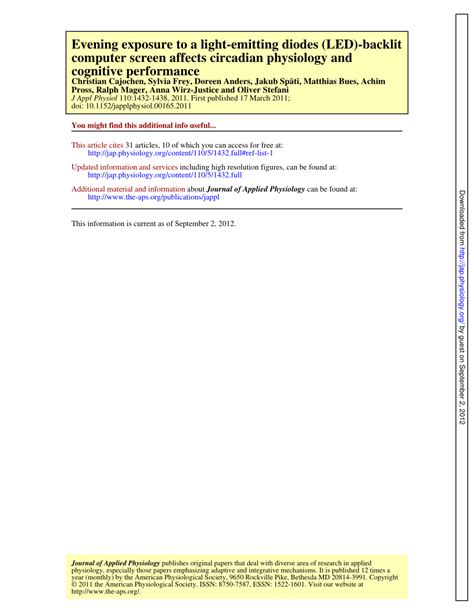 Evening exposure to a light-emitting diodes (LED)-backlit
computer screen affects circadian physiology and
cognitive performance
Christian Cajochen, Sylvia Frey, Doreen Anders, Jakub Späti, Matthias Bues, Achim
Pross, Ralph Mager, Anna Wirz-Justice and Oliver Stefani
J Appl Physiol 110:1432-1438, 2011. First published 17 March 2011;
doi: 10.1152/japplphysiol.00165.2011
You might find this additional info useful...
This article cites 31 articles, 10 of which you can access for free at:
http://jap.physiology.org/content/110/5/1432.full#ref-list-1
Updated information and services including high resolution figures, can be found at:
http://jap.physiology.org/content/110/5/1432.full
Additional material and information about Journal of Applied Physiology can be found at:
http://www.the-aps.org/publications/jappl
This information is current as of September 2, 2012.
Downloaded from http://jap.physiology.org/ by guest on September 2, 2012
Journal of Applied Physiology publishes original papers that deal with diverse area of research in applied
physiology, especially those papers emphasizing adaptive and integrative mechanisms. It is published 12 times a
year (monthly) by the American Physiological Society, 9650 Rockville Pike, Bethesda MD 20814-3991. Copyright
© 2011 the American Physiological Society. ISSN: 8750-7587, ESSN: 1522-1601. Visit our website at
http://www.the-aps.org/.